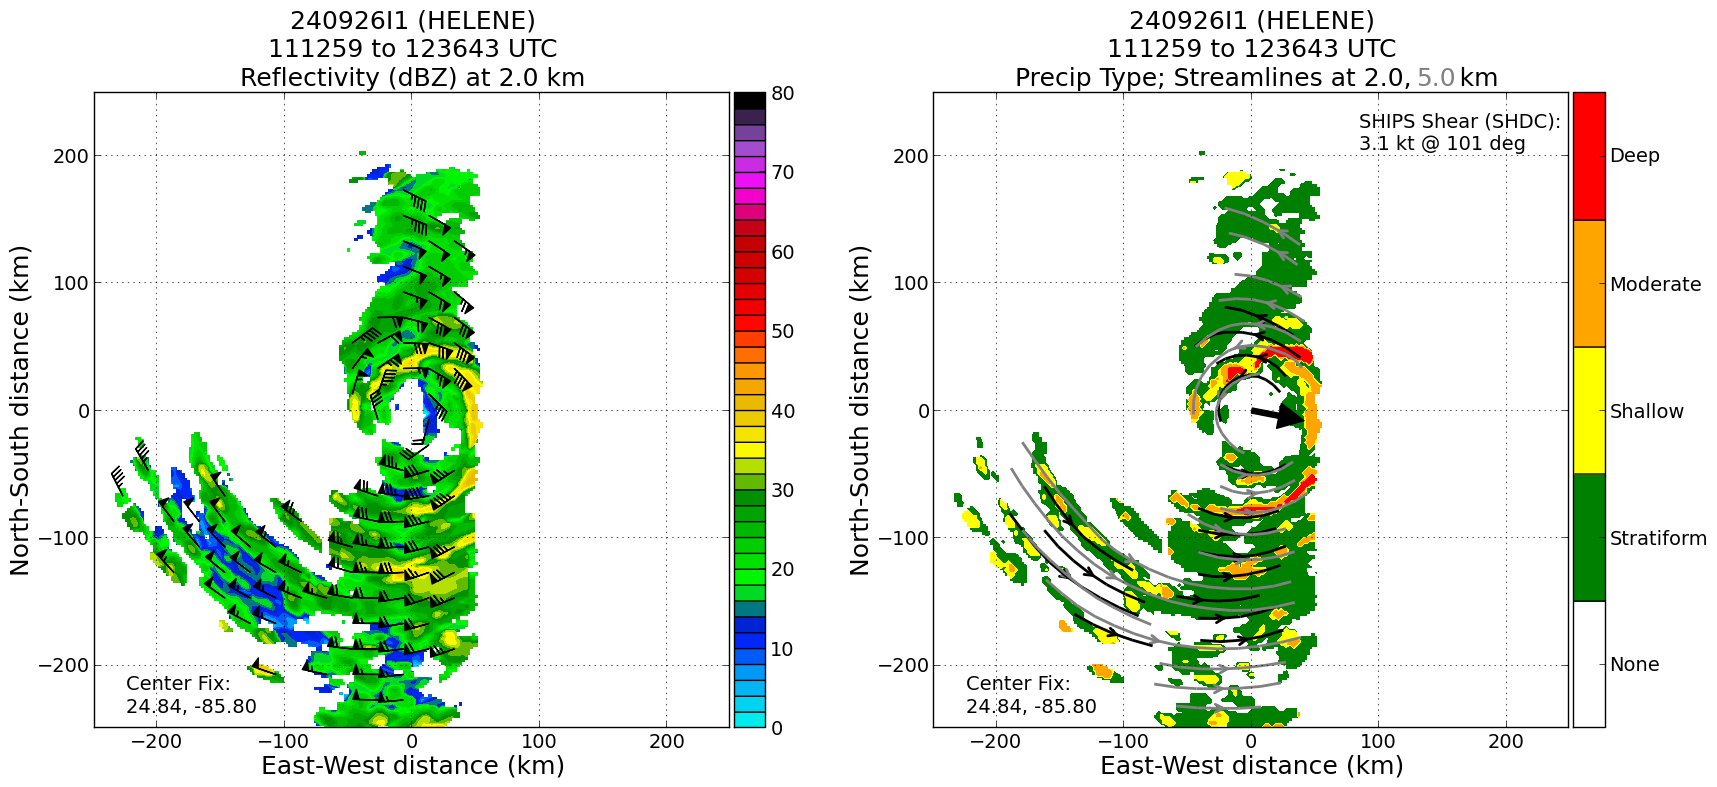 240926I1 (HELENE)
111259 to 123643 UTC
Reflectivity (dBZ) at 2.0 km
200
100
0
−100
−200
−200
−100
0
100
200
North-South distance (km)
East-West distance (km)
Center Fix:
24.84, -85.80
80
70
60
50
40
30
20
10
0
240926I1 (HELENE)
111259 to 123643 UTC
Precip Type; Streamlines at 2.0, 5.0 km
SHIPS Shear (SHDC):
3.1 kt @ 101 deg
200
100
0
−100
−200
−200
−100
0
100
200
North-South distance (km)
East-West distance (km)
Center Fix:
24.84, -85.80
Deep
Moderate
Shallow
Stratiform
None